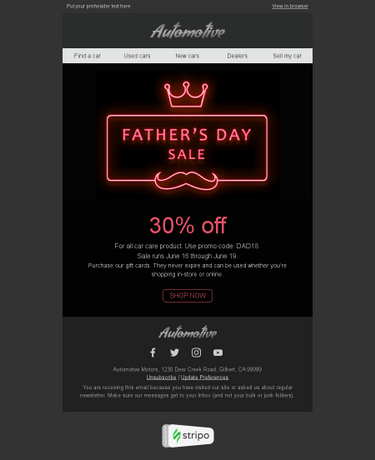 Put your preheader text here
View in browser
Automotive
Find a car Used cars New cars Dealers Sell my car
FATHER'S DAY
SALE
30% off
For all car care product. Use promo code: DAD18.
Sale runs June 16 through June 19.
Purchase our gift cards. They never expire and can be used whether you're
shopping in-store or online.
SHOP NOW
Automotive
Automotive Motors, 1238 Deer Creek Road, Gilbert, CA 99999
Unsubscribe | Update Preferences
You are receiving this email because you have visited our site or asked us about regular
newsletter. Make sure our messages get to your Inbox (and not your bulk or junk folders).
stripo